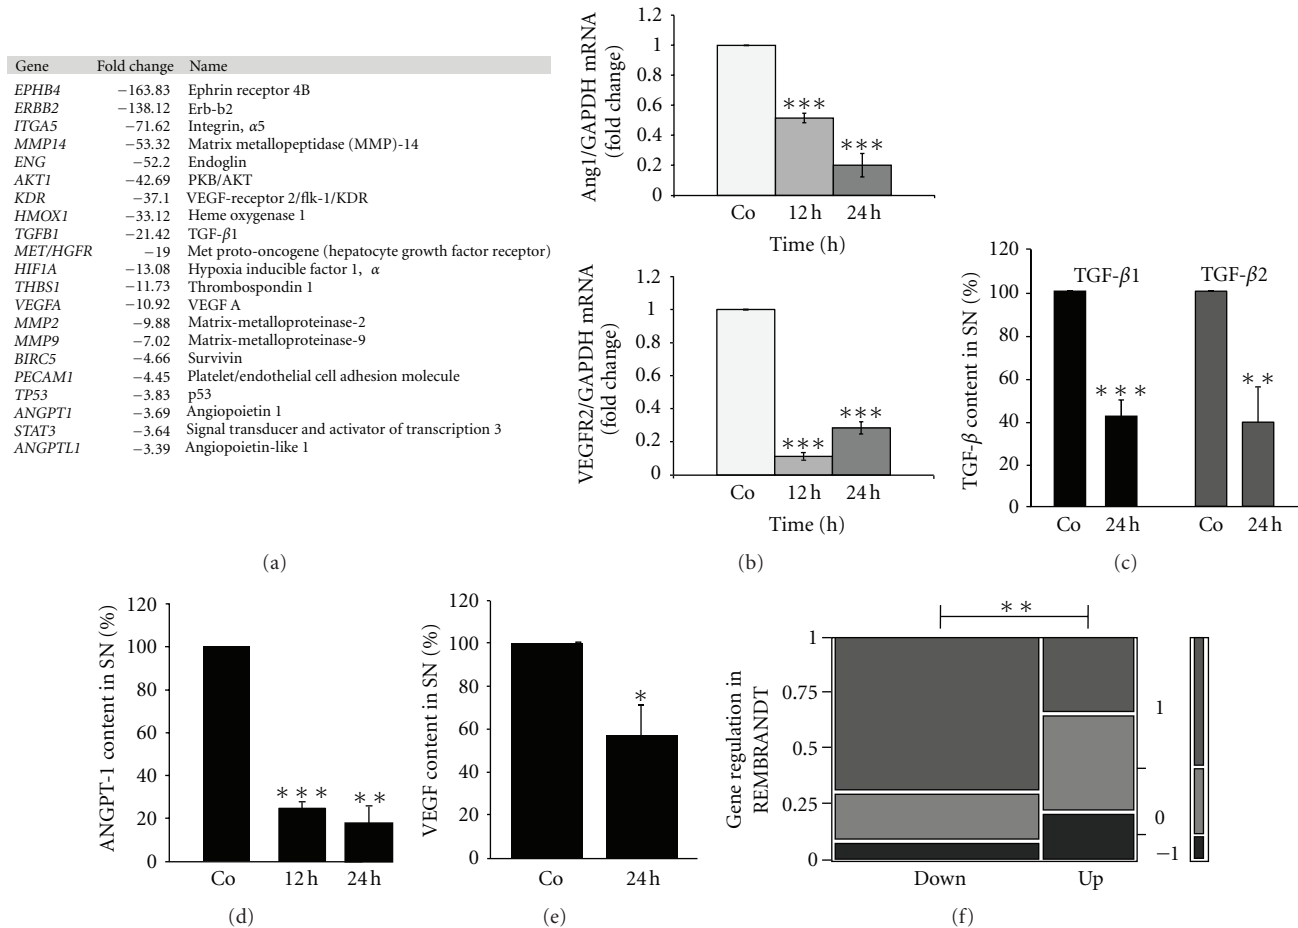 Gene Fold change Name
EPHB4 −163.83 Ephrin receptor 4B
ERBB2 −138.12 Erb-b2
ITGA5 −71.62 Integrin, α5
MMP14 −53.32 Matrix metallopeptidase (MMP)-14
ENG −52.2 Endoglin
AKT1 −42.69 PKB/AKT
KDR −37.1 VEGF-receptor 2/flk-1/KDR
HMOX1 −33.12 Heme oxygenase 1
TGFB1 −21.42 TGF-β1
MET/HGFR −19 Met proto-oncogene (hepatocyte growth factor receptor)
HIF1A −13.08 Hypoxia inducible factor 1, α
THBS1 −11.73 Thrombospondin 1
VEGFA −10.92 VEGF A
MMP2 −9.88 Matrix-metalloproteinase-2
MMP9 −7.02 Matrix-metalloproteinase-9
BIRC5 −4.66 Survivin
PECAM1 −4.45 Platelet/endothelial cell adhesion molecule
TP53 −3.83 p53
ANGPT1 −3.69 Angiopoietin 1
STAT3 −3.64 Signal transducer and activator of transcription 3
ANGPTL1 −3.39 Angiopoietin-like 1
(a)
Ang1/GAPDH mRNA
(fold change)
1.2
1
0.8
0.6
0.4
0.2
0
∗∗∗
∗∗∗
Co 12 h 24 h
Time (h)
VEGFR2/GAPDH mRNA
(fold change)
1.2
1
0.8
0.6
0.4
0.2
0
∗∗∗
∗∗∗
Co 12 h 24 h
Time (h)
(b)
TGF-β content in SN (%)
120
100
80
60
40
20
0
TGF-β1 TGF-β2
∗∗∗ ∗∗
Co 24 h Co 24 h
(c)
ANGPT-1 content in SN (%)
120
100
80
60
40
20
0
∗∗∗ ∗∗
Co 12 h 24 h
(d)
VEGF content in SN (%)
120
100
80
60
40
20
0
∗
Co 24 h
(e)
Gene regulation in
REMBRANDT
∗∗
1
0.75
0.5
0.25
0
1
0
−1
Down Up
(f)